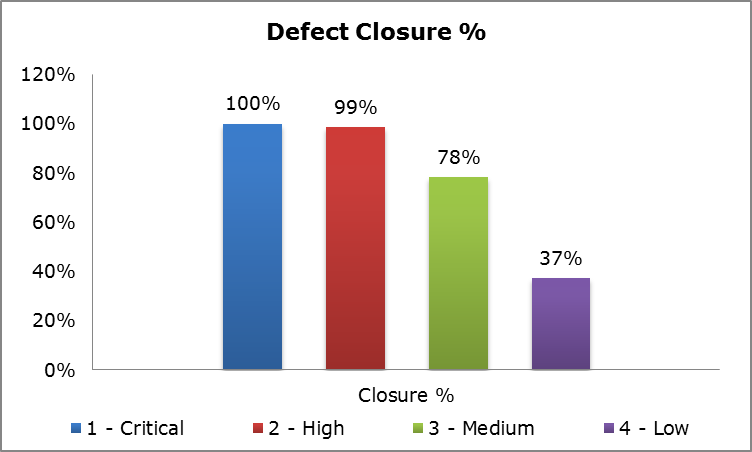 Defect Closure %
120%
100%
80%
60%
40%
20%
0%
100%
99%
78%
37%
Closure %
1 - Critical
2 - High
3 - Medium
4 - Low